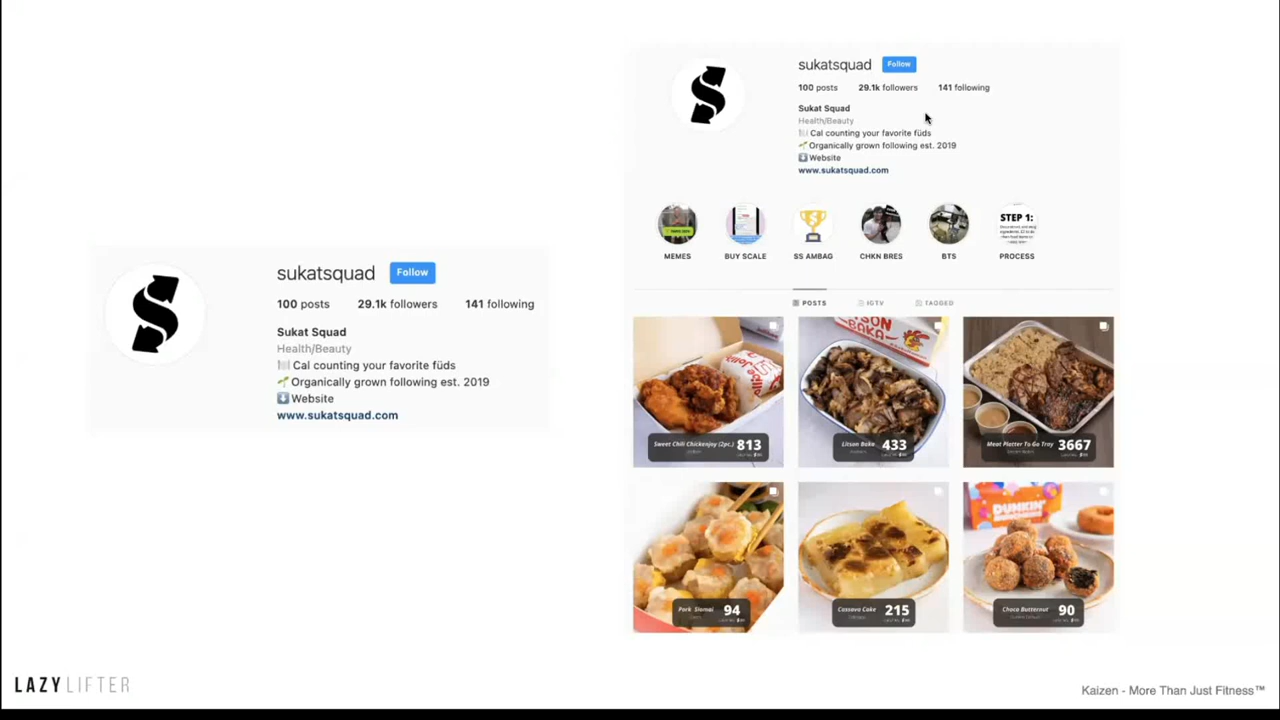 sukatsquad Follow
100 posts 29.1k followers 141 following
Sukat Squad
Health/Beauty
🍽️ Cal counting your favorite füds
🌱Organically grown following est. 2019
⬇️Website
www.sukatsquad.com
sukatsquad Follow
100 posts 29.1k followers 141 following
Sukat Squad
Health/Beauty
🍽️ Cal counting your favorite füds
🌱Organically grown following est. 2019
⬇️Website
www.sukatsquad.com
STEP 1:
MEMES BUY SCALE SS AMBAG CHKN BRES BTS PROCESS
POSTS IGTV TAGGED
Sweet Chili Chickenjoy (2pc.) 813
Litson Baka 433
Meat Platter To Go Tray 3667
DUNKIN'
Pork Siomai 94
Cassava Cake 215
Choco Butternut 90
LAZYLIFTER
Kaizen - More Than Just Fitness™